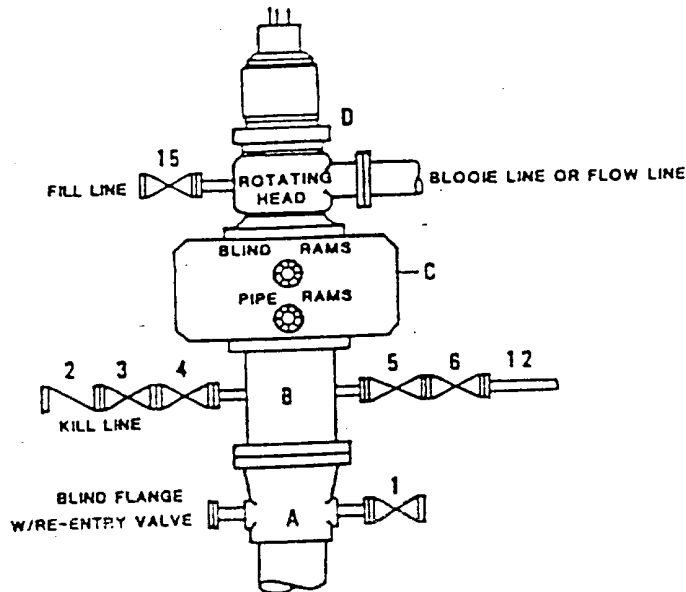 D
15
FILL LINE
ROTATING
HEAD
BLOOIE LINE OR FLOW LINE
BLIND RAMS
C
PIPE RAMS
2 3 4
5 6 12
B
KILL LINE
1
BLIND FLANGE
W/RE-ENTRY VALVE
A